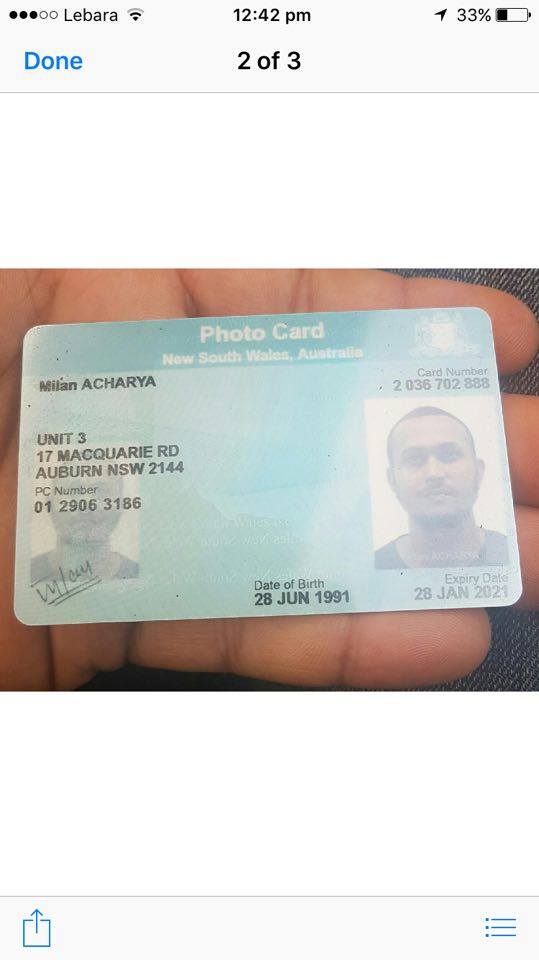 Lebara 12:42 pm 33%
Done 2 of 3
Photo Card
New South Wales, Australia
Milan ACHARYA
Card Number
2 036 702 888
UNIT 3
17 MACQUARIE RD
AUBURN NSW 2144
PC Number
01 2906 3186
ACHARYA
Date of Birth
28 JUN 1991
Expiry Date
28 JAN 2021